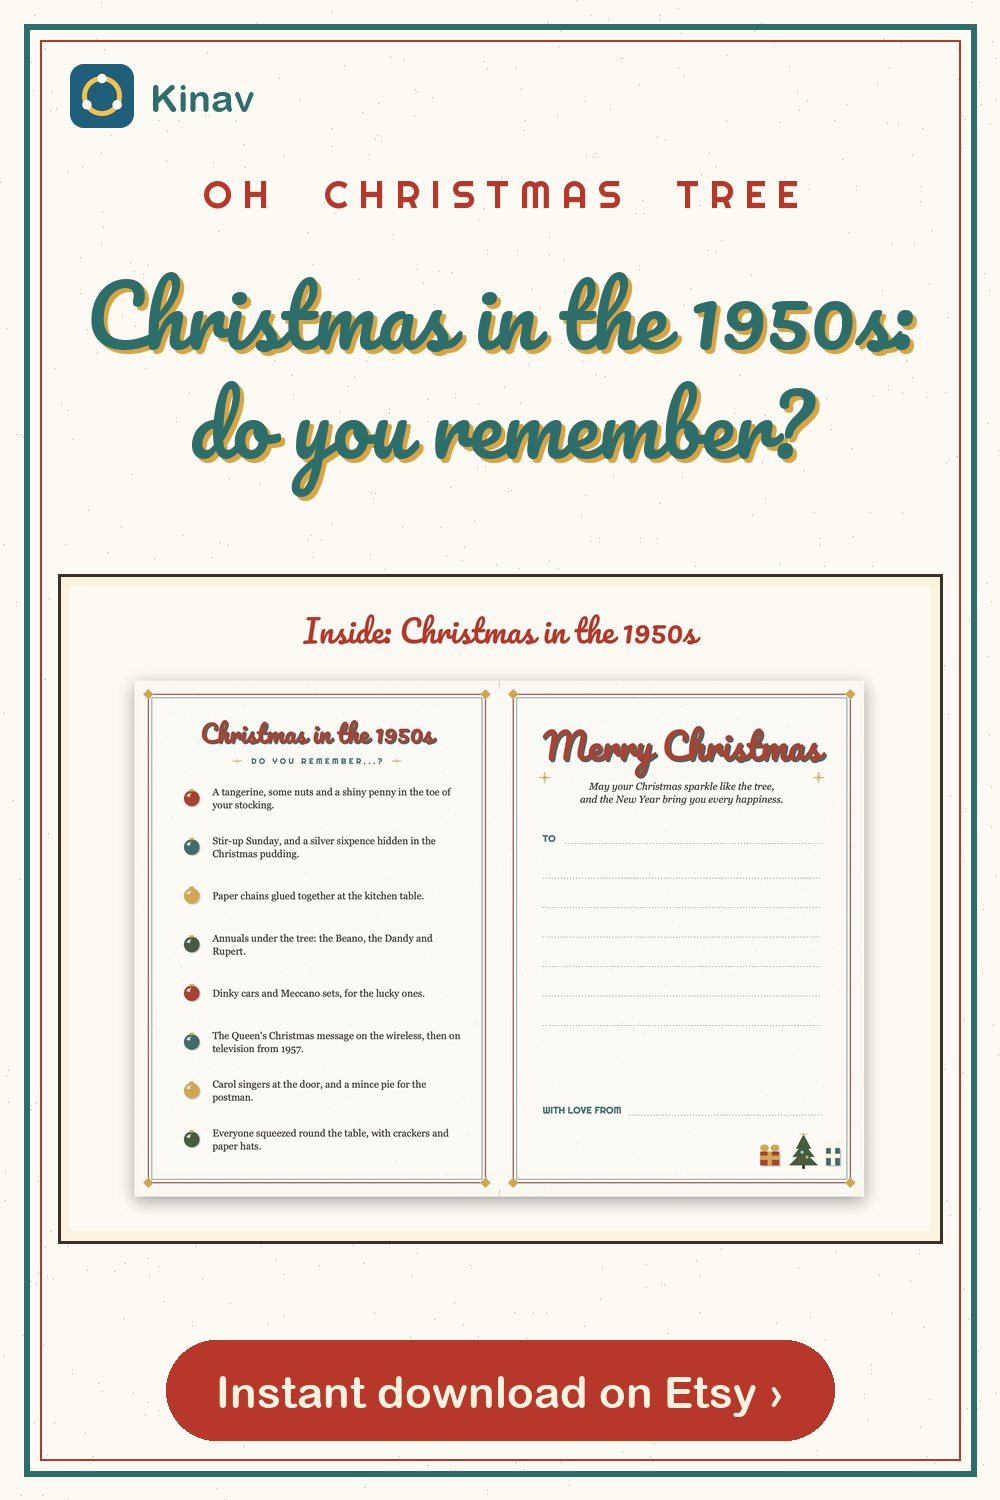 Kinav
OH CHRISTMAS TREE
Christmas in the 1950s:
do you remember?
Inside: Christmas in the 1950s
Christmas in the 1950s
DO YOU REMEMBER...?
A tangerine, some nuts and a shiny penny in the toe of
your stocking.
Stir-up Sunday, and a silver sixpence hidden in the
Christmas pudding.
Paper chains glued together at the kitchen table.
Annuals under the tree: the Beano, the Dandy and
Rupert.
Dinky cars and Meccano sets, for the lucky ones.
The Queen's Christmas message on the wireless, then on
television from 1957.
Carol singers at the door, and a mince pie for the
postman.
Everyone squeezed round the table, with crackers and
paper hats.
Merry Christmas
May your Christmas sparkle like the tree,
and the New Year bring you every happiness.
TO
WITH LOVE FROM
Instant download on Etsy ›